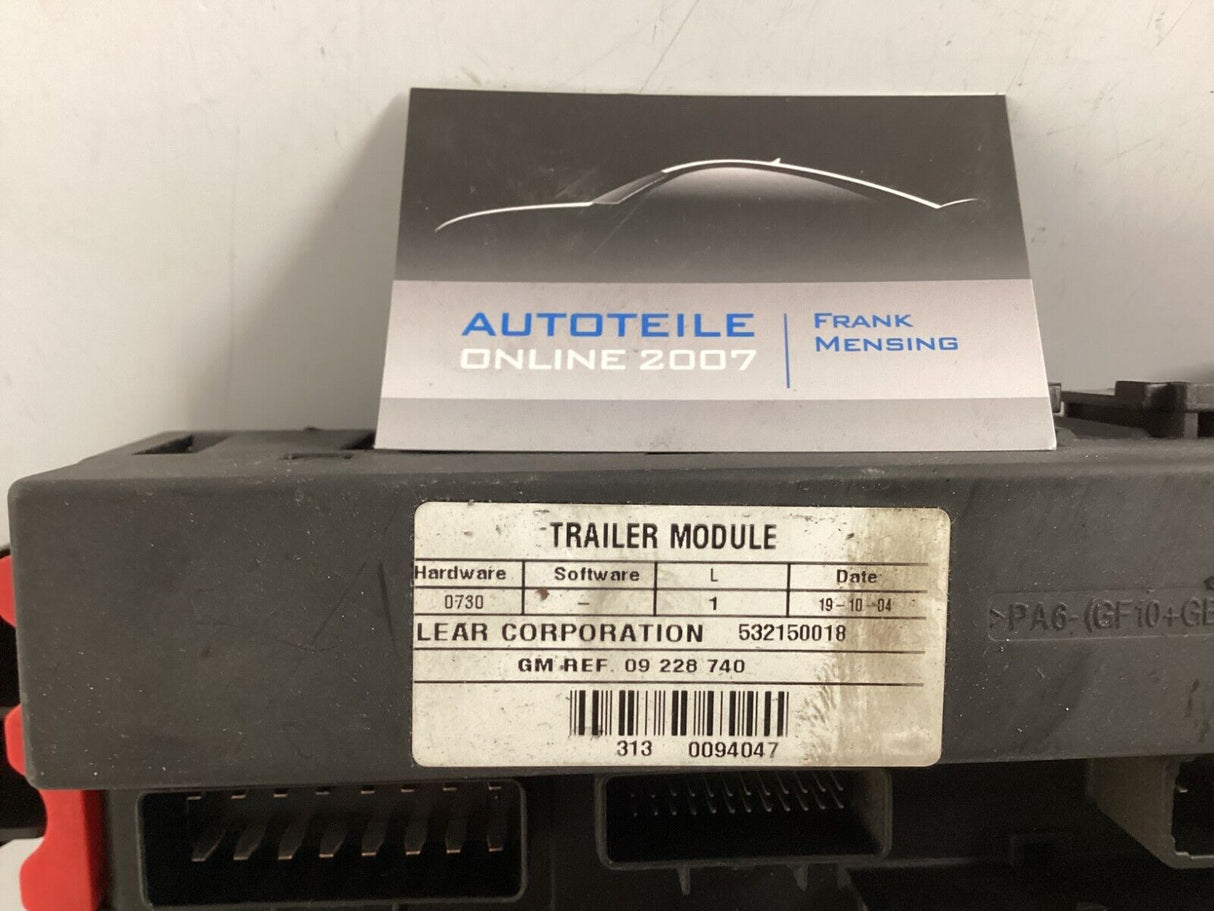 AUTOTEILE
ONLINE 2007
FRANK
MENSING
TRAILER MODULE
Hardware Software L Date
0730 – 1 19-10-04
LEAR CORPORATION 532150018
GM REF. 09 228 740
313 0094047
>PA6-(GF10+GB